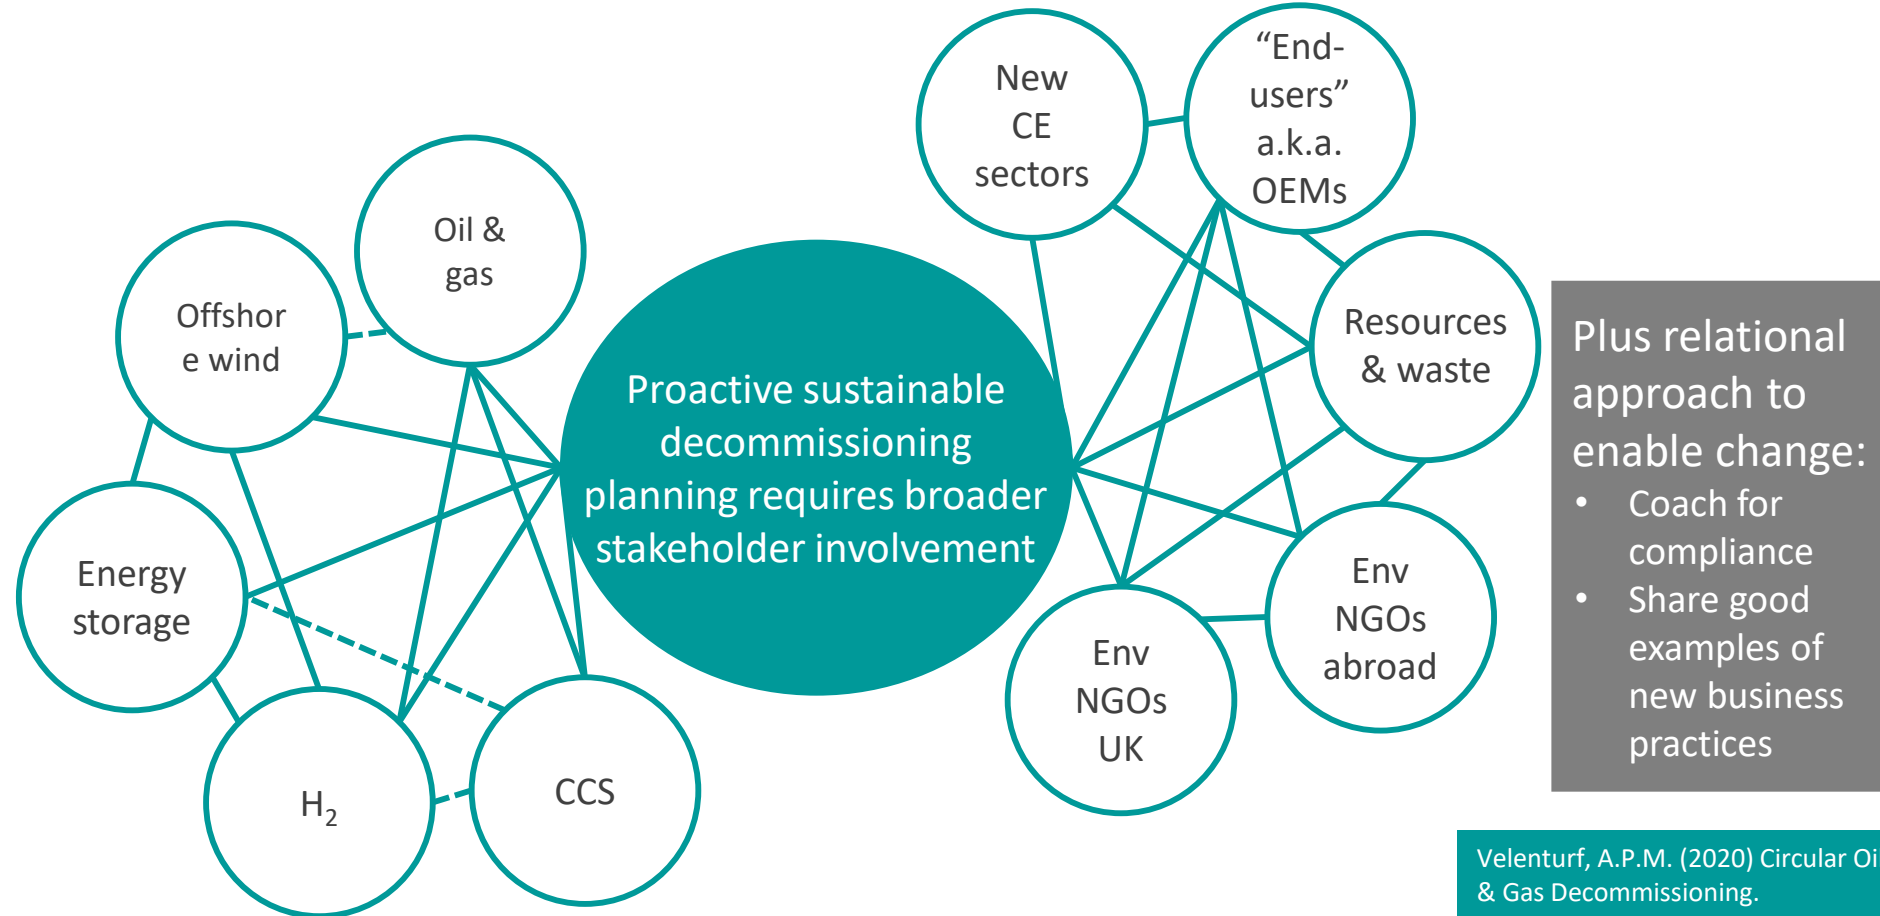 Oil &
gas
Offshor
e wind
Energy
storage
H₂
CCS
Proactive sustainable
decommissioning
planning requires broader
stakeholder involvement
New
CE
sectors
“End-
users”
a.k.a.
OEMs
Resources
& waste
Env
NGOs
abroad
Env
NGOs
UK
Plus relational
approach to
enable change:
• Coach for
compliance
• Share good
examples of
new business
practices
Velenturf, A.P.M. (2020) Circular Oi
& Gas Decommissioning.